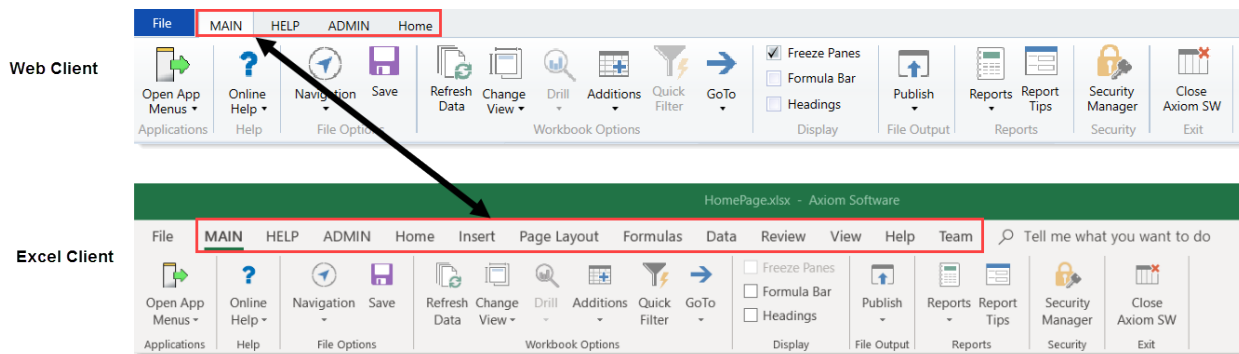 File MAIN HELP ADMIN Home
Web Client
Open App Menus Online Help Navigation Save Refresh Data Change View Drill Additions Quick Filter GoTo Freeze Panes Formula Bar Headings Publish Reports Report Tips Security Manager Close Axiom SW
Applications Help File Options Workbook Options Display File Output Reports Security Exit
HomePage.xlsx - Axiom Software
File MAIN HELP ADMIN Home Insert Page Layout Formulas Data Review View Help Team Tell me what you want to do
Excel Client
Open App Menus Online Help Navigation Save Refresh Data Change View Drill Additions Quick Filter GoTo Freeze Panes Formula Bar Headings Publish Reports Report Tips Security Manager Close Axiom SW
Applications Help File Options Workbook Options Display File Output Reports Security Exit